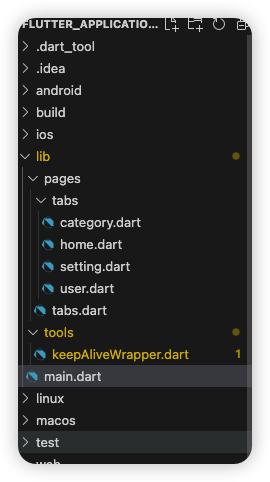 FLUTTER_APPLICATIO...
.dart_tool
.idea
android
build
ios
lib
pages
tabs
category.dart
home.dart
setting.dart
user.dart
tabs.dart
tools
keepAliveWrapper.dart 1
main.dart
linux
macos
test
web